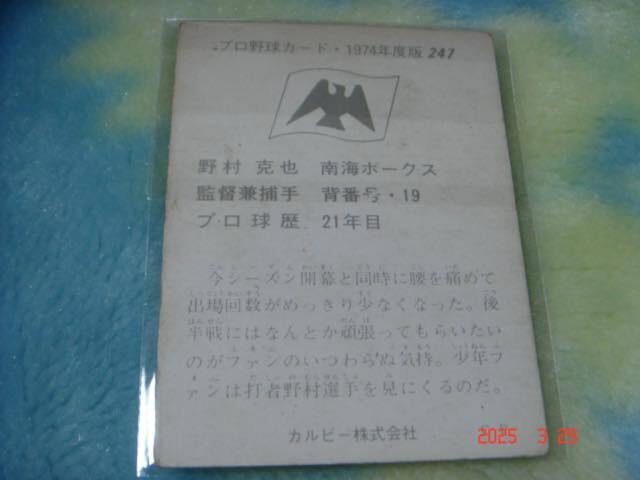 プロ野球カード・1974年度版 247
野村 克也 南海ホークス
監督兼捕手 背番号・19
プロ球歴 21年目
今シーズン開幕と同時に腰を痛めて
出場回数がめっきり少なくなった。後
半戦にはなんとか頑張ってもらいたい
のがファンのいつわらぬ気持。少年フ
ァンは打者野村選手を見にくるのだ。
カルビー株式会社
2025 3 29